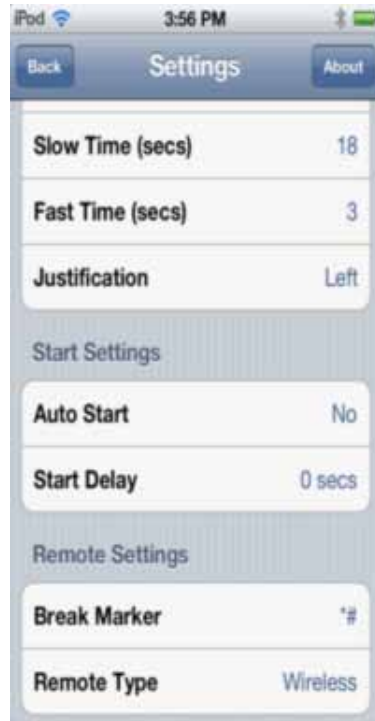 iPod 3:56 PM
Back Settings About
Slow Time (secs) 18
Fast Time (secs) 3
Justification Left
Start Settings
Auto Start No
Start Delay 0 secs
Remote Settings
Break Marker *#
Remote Type Wireless